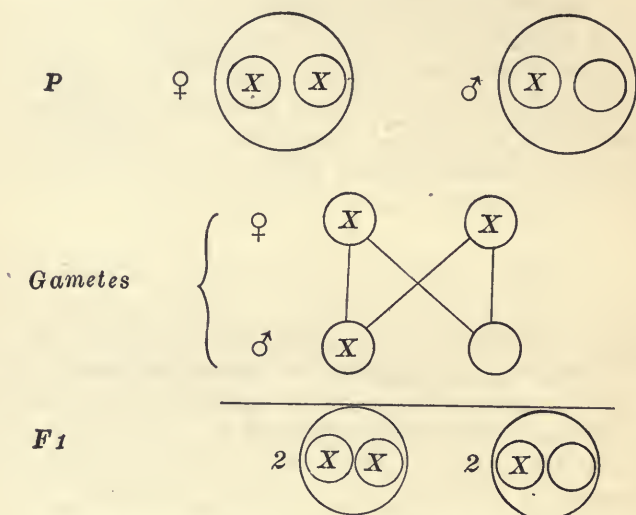 P ♀ X X ♂ X
♀ X X
Gametes
♂ X
F1 2 X X 2 X